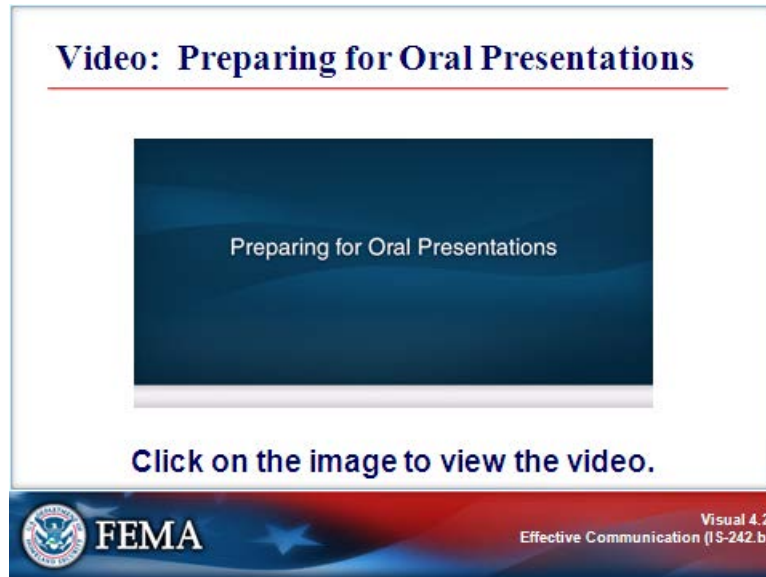 Video: Preparing for Oral Presentations
Preparing for Oral Presentations
Click on the image to view the video.
FEMA
Visual 4.2
Effective Communication (IS-242.b